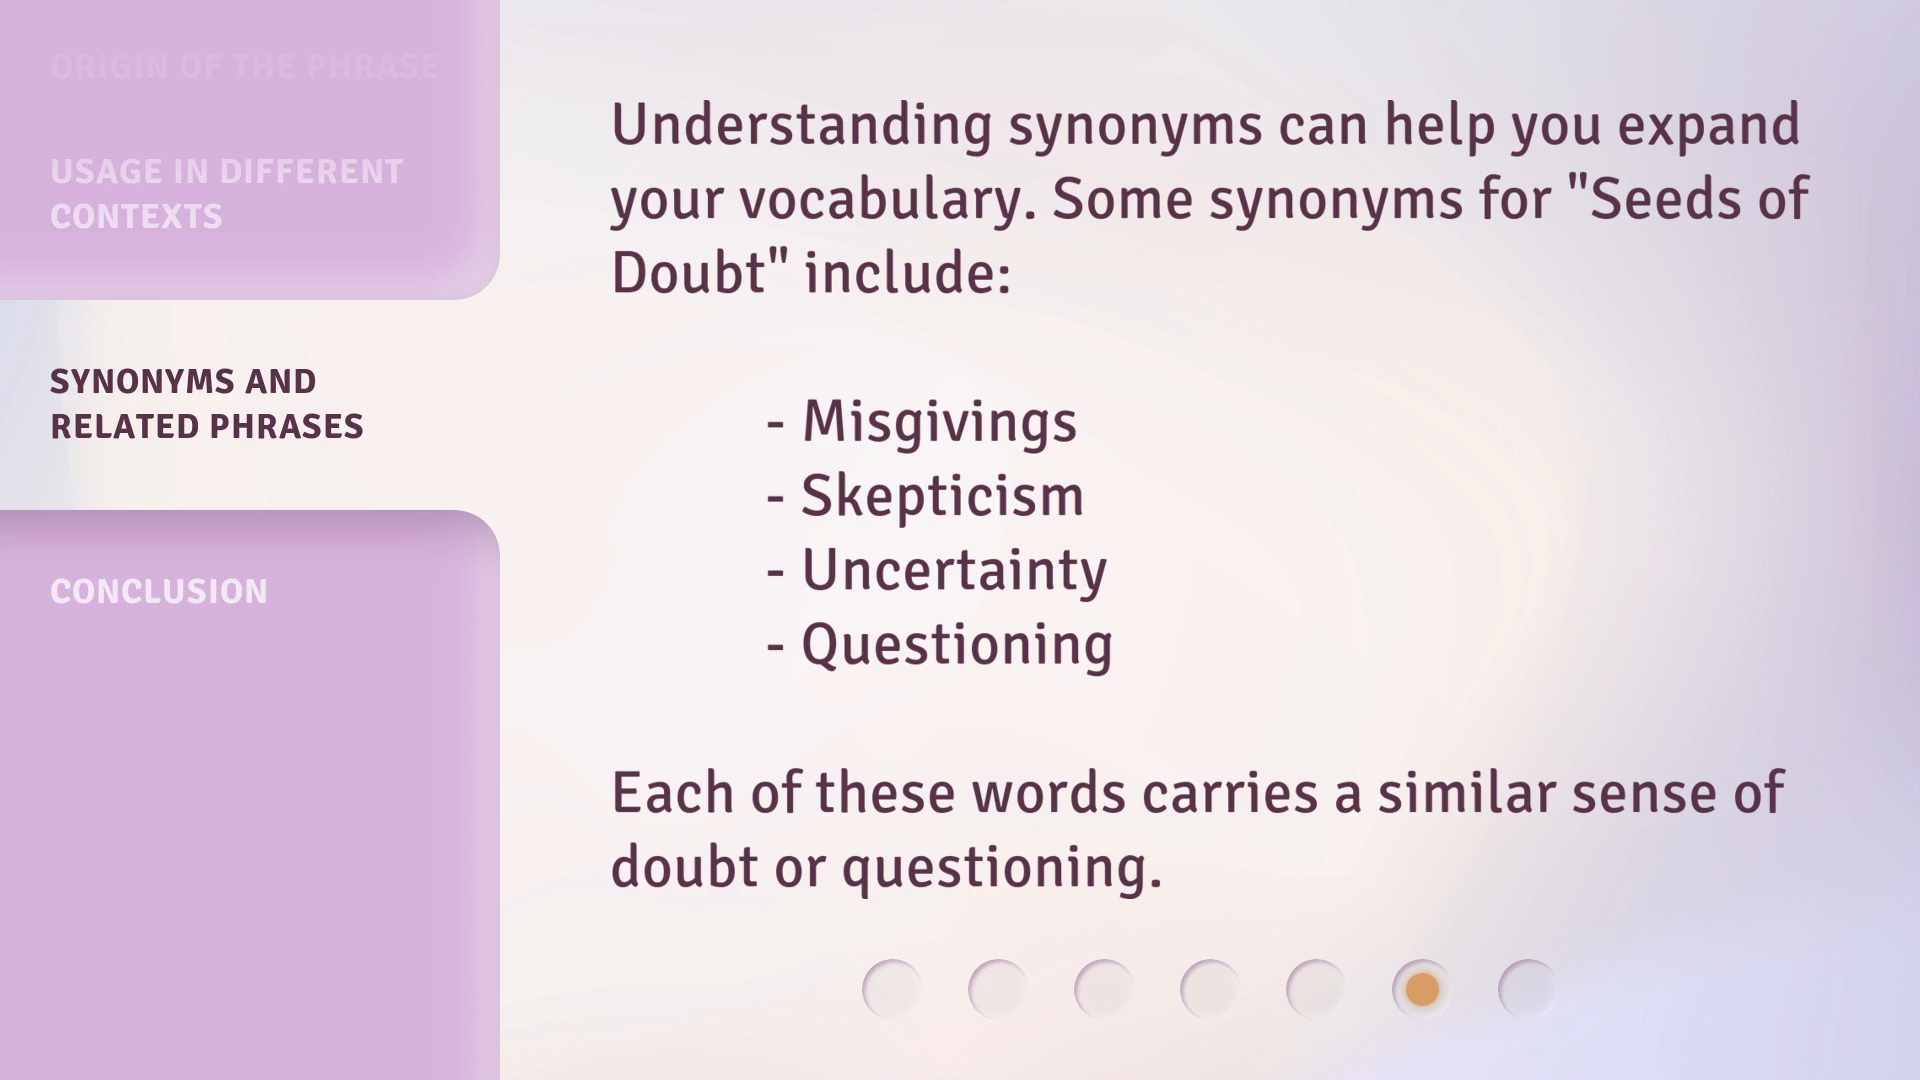 ORIGIN OF THE PHRASE
USAGE IN DIFFERENT
CONTEXTS
SYNONYMS AND
RELATED PHRASES
CONCLUSION
Understanding synonyms can help you expand
your vocabulary. Some synonyms for "Seeds of
Doubt" include:
- Misgivings
- Skepticism
- Uncertainty
- Questioning
Each of these words carries a similar sense of
doubt or questioning.